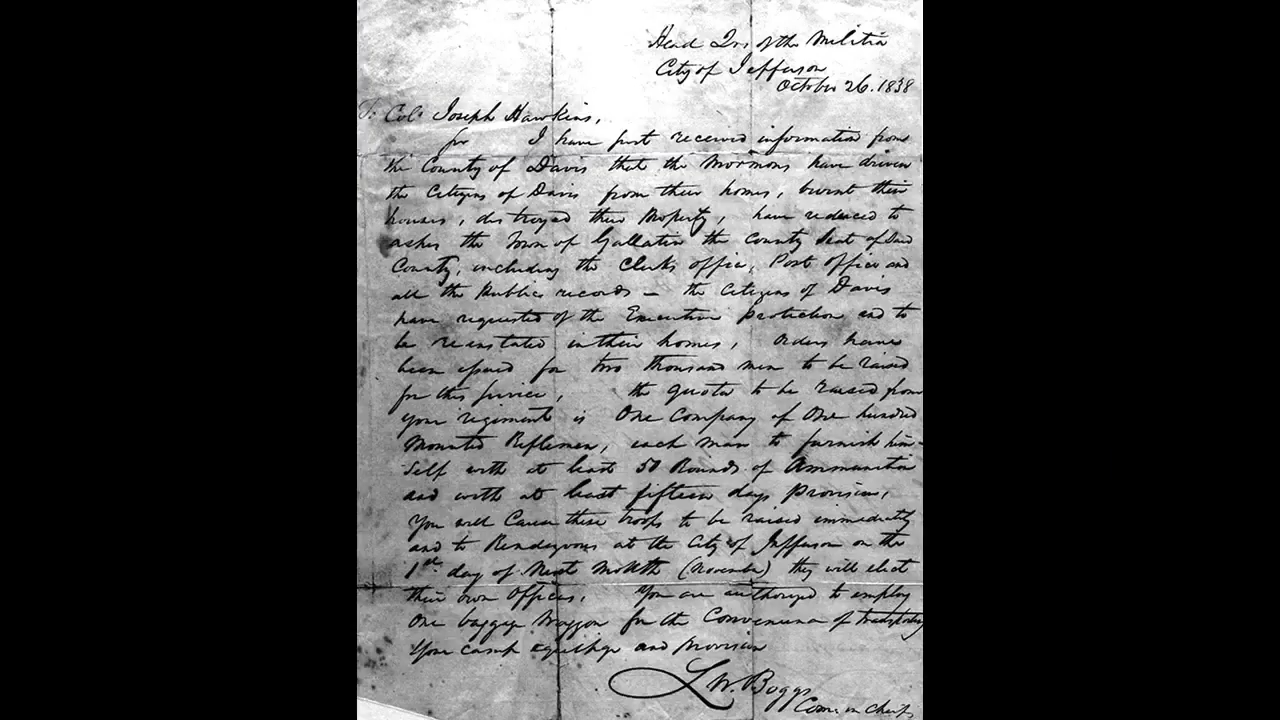 Head Qrs of the Militia
City of Jefferson
October 26. 1838
To Colo Joseph Hawkins,
Sir I have just received information from
the County of Davis that the Mormons have driven
the Citizens of Davis from their homes, burnt their
houses, destroyed their Property, have reduced to
ashes the Town of Gallatin the County Seat of said
County, including the Clerks office, Post office and
all the Public records — the Citizens of Davis
have requested of the Executive protection and to
be reinstated in their homes, Orders have
been issued for two thousand men to be raised
for this service, the quota to be raised from
your regiment is One Company of One hundred
Mounted Riflemen, each man to furnish him-
self with at least 50 Rounds of Ammunition
and with at least fifteen days provision,
You will Cause these troops to be raised immediately
and to Rendezvous at the City of Jefferson on the
1st day of Next Month (November) they will elect
their own Officers. You are authorized to employ
One baggage Waggon for the Convenience of transporting
your camp equipage and provision
L. W. Boggs
Com. in Chief